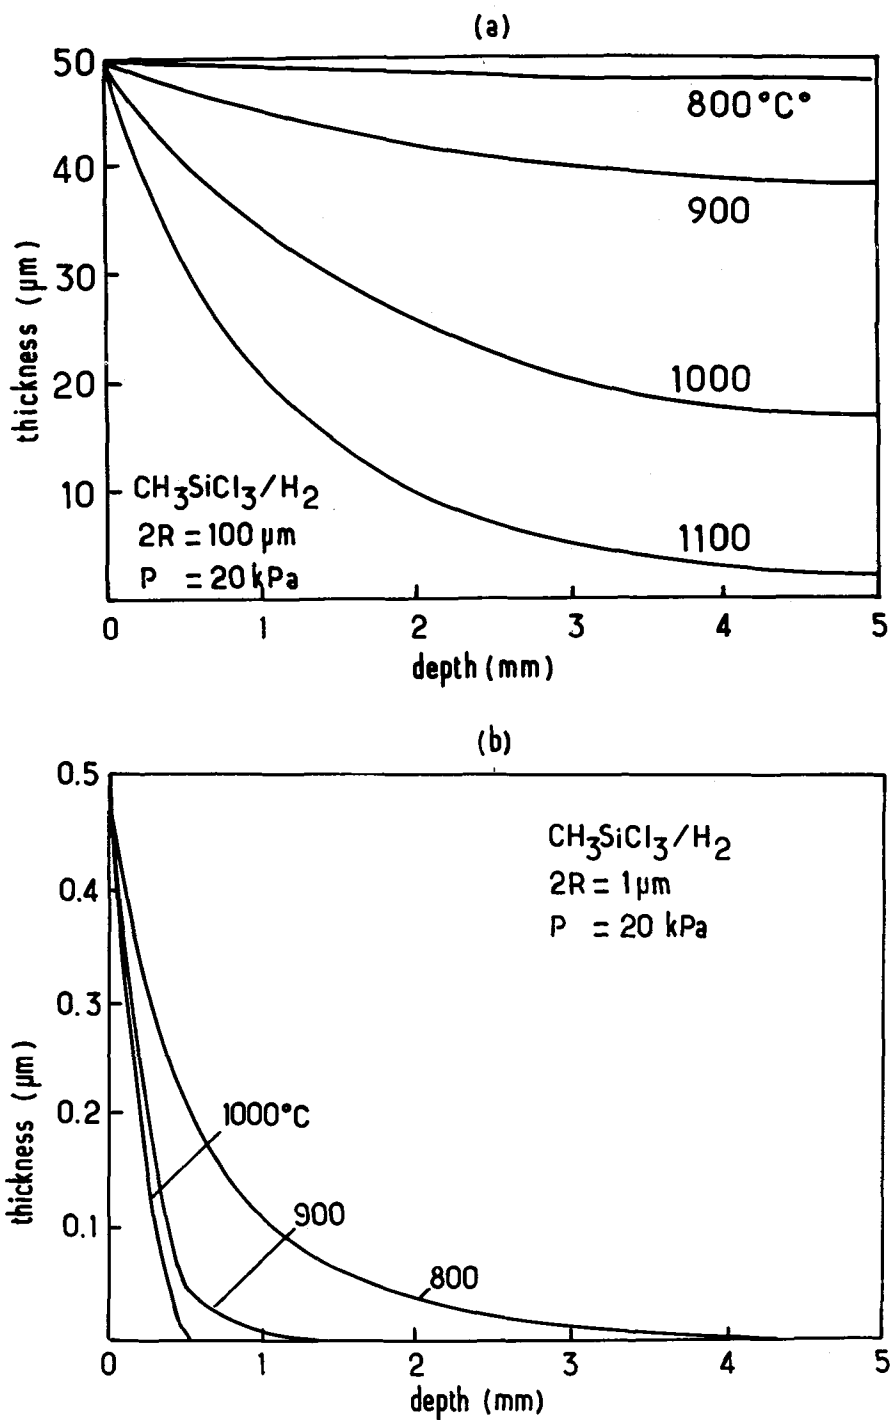 (a)
50
40
30
20
10
thickness (μm)
800°C°
900
1000
1100
CH₃SiCl₃/H₂
2R = 100 μm
P = 20 kPa
0 1 2 3 4 5
depth (mm)
(b)
0.5
0.4
0.3
0.2
0.1
thickness (μm)
CH₃SiCl₃/H₂
2R = 1 μm
P = 20 kPa
1000°C
900
800
0 1 2 3 4 5
depth (mm)